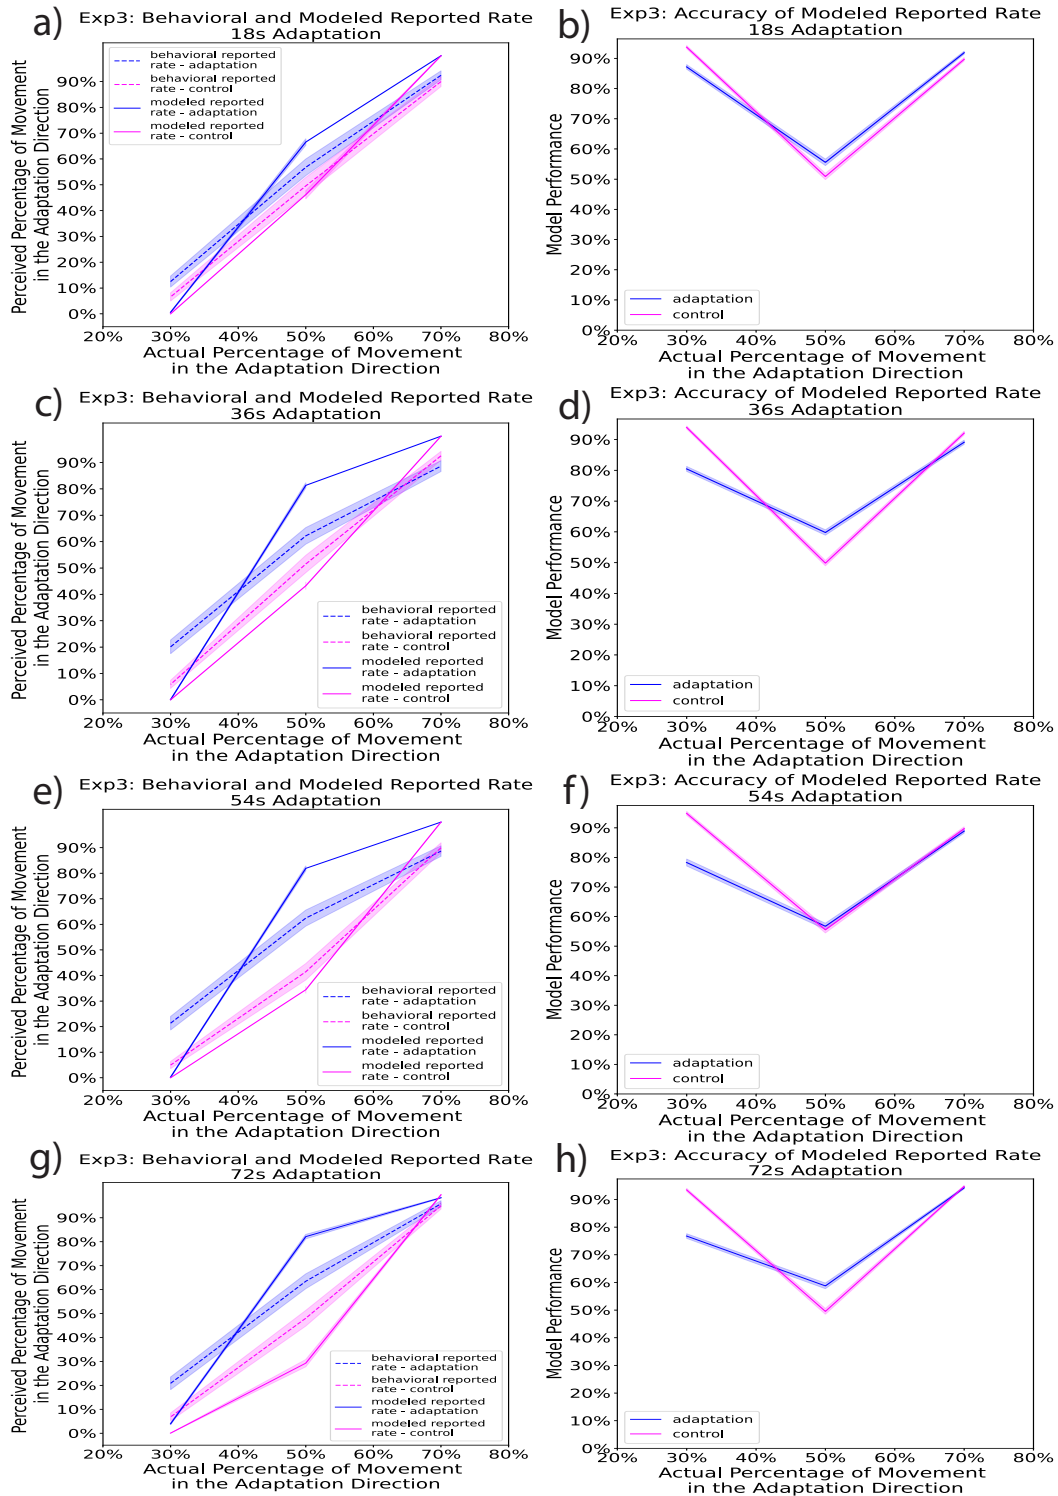 a)
Exp3: Behavioral and Modeled Reported Rate
18s Adaptation
Perceived Percentage of Movement
in the Adaptation Direction
90%
80%
70%
60%
50%
40%
30%
20%
10%
0%
behavioral reported
rate - adaptation
behavioral reported
rate - control
modeled reported
rate - adaptation
modeled reported
rate - control
20% 30% 40% 50% 60% 70% 80%
Actual Percentage of Movement
in the Adaptation Direction
b)
Exp3: Accuracy of Modeled Reported Rate
18s Adaptation
Model Performance
90%
80%
70%
60%
50%
40%
30%
20%
10%
0%
adaptation
control
20% 30% 40% 50% 60% 70% 80%
Actual Percentage of Movement
in the Adaptation Direction
c)
Exp3: Behavioral and Modeled Reported Rate
36s Adaptation
Perceived Percentage of Movement
in the Adaptation Direction
90%
80%
70%
60%
50%
40%
30%
20%
10%
0%
behavioral reported
rate - adaptation
behavioral reported
rate - control
modeled reported
rate - adaptation
modeled reported
rate - control
20% 30% 40% 50% 60% 70% 80%
Actual Percentage of Movement
in the Adaptation Direction
d)
Exp3: Accuracy of Modeled Reported Rate
36s Adaptation
Model Performance
90%
80%
70%
60%
50%
40%
30%
20%
10%
0%
adaptation
control
20% 30% 40% 50% 60% 70% 80%
Actual Percentage of Movement
in the Adaptation Direction
e)
Exp3: Behavioral and Modeled Reported Rate
54s Adaptation
Perceived Percentage of Movement
in the Adaptation Direction
90%
80%
70%
60%
50%
40%
30%
20%
10%
0%
behavioral reported
rate - adaptation
behavioral reported
rate - control
modeled reported
rate - adaptation
modeled reported
rate - control
20% 30% 40% 50% 60% 70% 80%
Actual Percentage of Movement
in the Adaptation Direction
f)
Exp3: Accuracy of Modeled Reported Rate
54s Adaptation
Model Performance
90%
80%
70%
60%
50%
40%
30%
20%
10%
0%
adaptation
control
20% 30% 40% 50% 60% 70% 80%
Actual Percentage of Movement
in the Adaptation Direction
g)
Exp3: Behavioral and Modeled Reported Rate
72s Adaptation
Perceived Percentage of Movement
in the Adaptation Direction
90%
80%
70%
60%
50%
40%
30%
20%
10%
0%
behavioral reported
rate - adaptation
behavioral reported
rate - control
modeled reported
rate - adaptation
modeled reported
rate - control
20% 30% 40% 50% 60% 70% 80%
Actual Percentage of Movement
in the Adaptation Direction
h)
Exp3: Accuracy of Modeled Reported Rate
72s Adaptation
Model Performance
90%
80%
70%
60%
50%
40%
30%
20%
10%
0%
adaptation
control
20% 30% 40% 50% 60% 70% 80%
Actual Percentage of Movement
in the Adaptation Direction